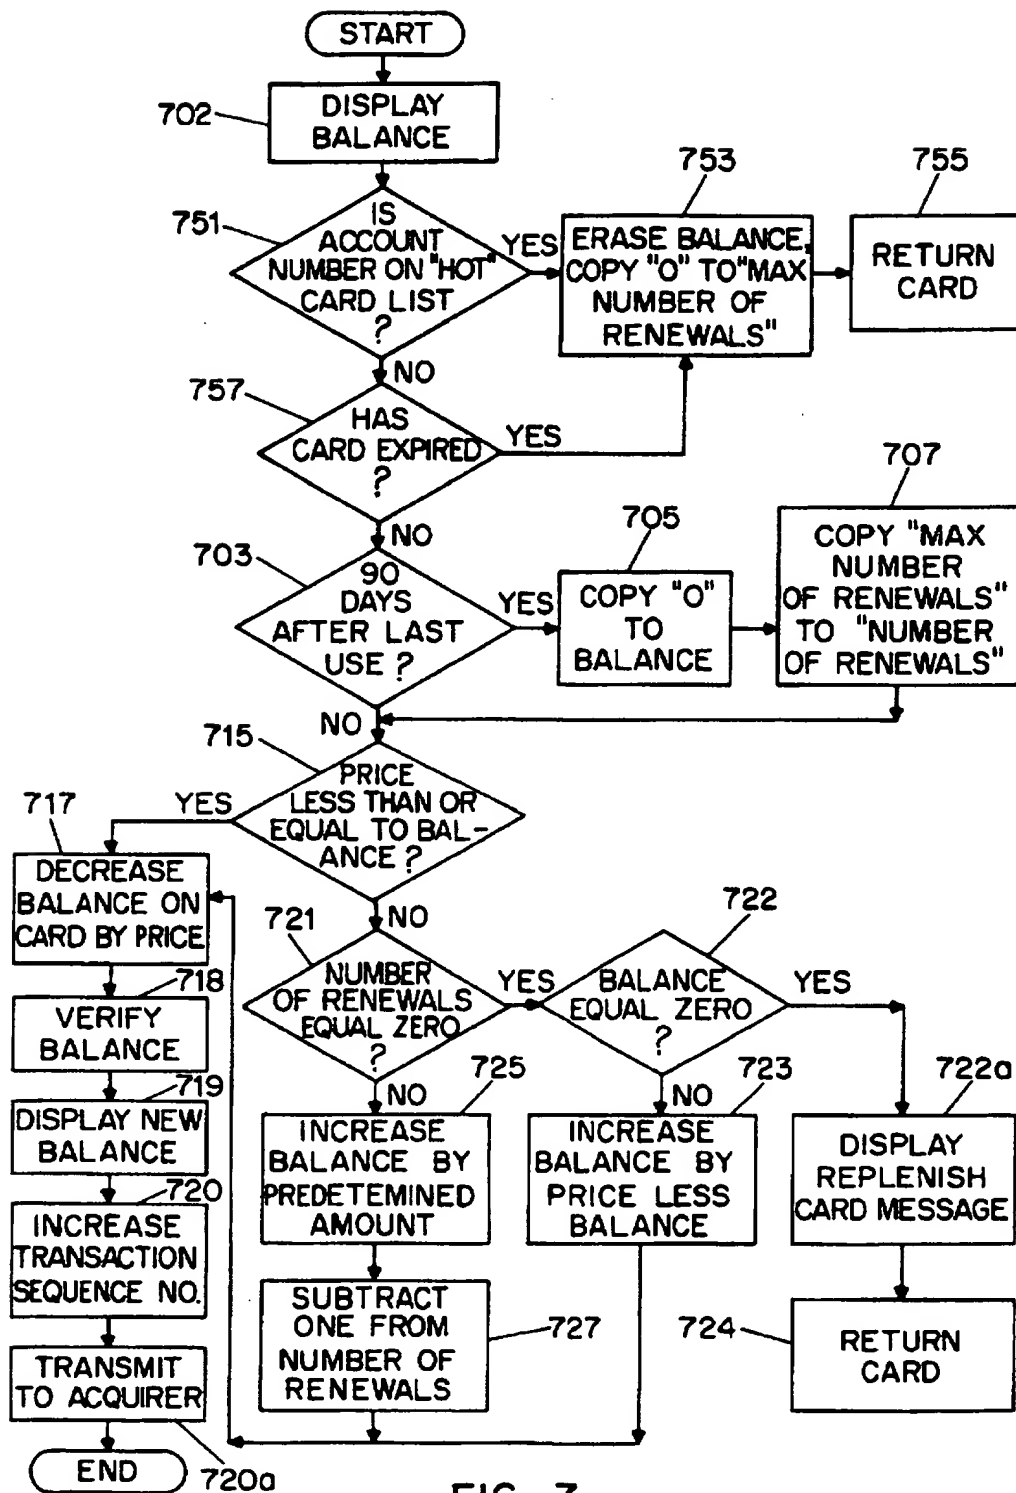 START
702
DISPLAY
BALANCE
751
IS
ACCOUNT
NUMBER ON "HOT"
CARD LIST
?
YES
753
ERASE BALANCE,
COPY "0" TO "MAX
NUMBER OF
RENEWALS"
755
RETURN
CARD
NO
757
HAS
CARD EXPIRED
?
YES
NO
703
90
DAYS
AFTER LAST
USE ?
YES
705
COPY "0"
TO
BALANCE
707
COPY "MAX
NUMBER
OF RENEWALS"
TO "NUMBER
OF RENEWALS"
NO
715
PRICE
LESS THAN OR
EQUAL TO BAL-
ANCE ?
YES
717
DECREASE
BALANCE ON
CARD BY PRICE
718
VERIFY
BALANCE
719
DISPLAY NEW
BALANCE
720
INCREASE
TRANSACTION
SEQUENCE NO.
TRANSMIT
TO ACQUIRER
720a
END
NO
721
NUMBER
OF RENEWALS
EQUAL ZERO
?
YES
722
BALANCE
EQUAL ZERO
?
YES
NO
725
INCREASE
BALANCE BY
PREDETEMINED
AMOUNT
NO
723
INCREASE
BALANCE BY
PRICE LESS
BALANCE
722a
DISPLAY
REPLENISH
CARD MESSAGE
SUBTRACT
ONE FROM
NUMBER OF
RENEWALS
727
724
RETURN
CARD